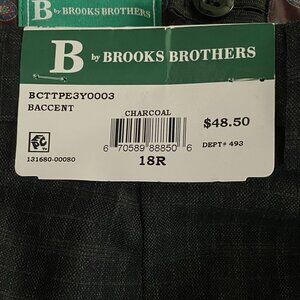 B by BROOKS BROTHERS
B by BROOKS BROTHERS
BCTTPE3Y0003
BACCENT
CHARCOAL
$48.50
6 70589 88850 6
131680-00080
18R
DEPT# 493